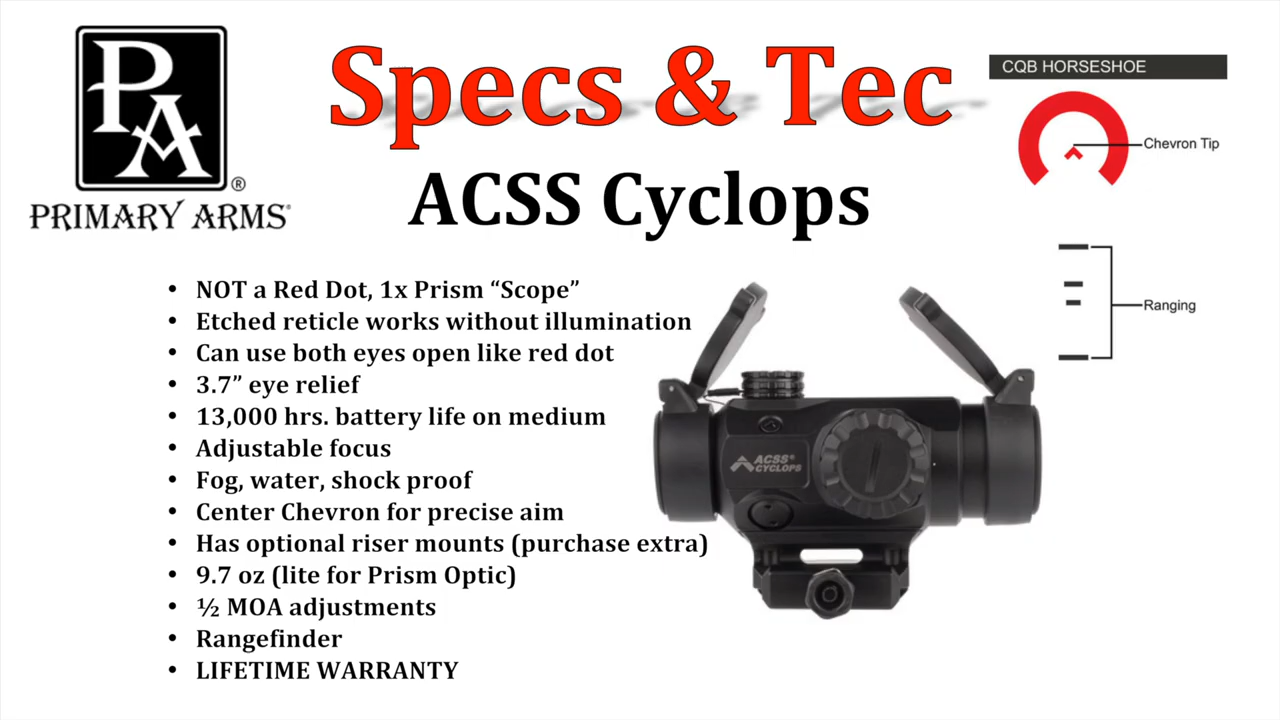 PA
®
PRIMARY ARMS®
Specs & Tec
ACSS Cyclops
CQB HORSESHOE
Chevron Tip
Ranging
• NOT a Red Dot, 1x Prism “Scope”
• Etched reticle works without illumination
• Can use both eyes open like red dot
• 3.7” eye relief
• 13,000 hrs. battery life on medium
• Adjustable focus
• Fog, water, shock proof
• Center Chevron for precise aim
• Has optional riser mounts (purchase extra)
• 9.7 oz (lite for Prism Optic)
• ½ MOA adjustments
• Rangefinder
• LIFETIME WARRANTY
ACSS®
CYCLOPS